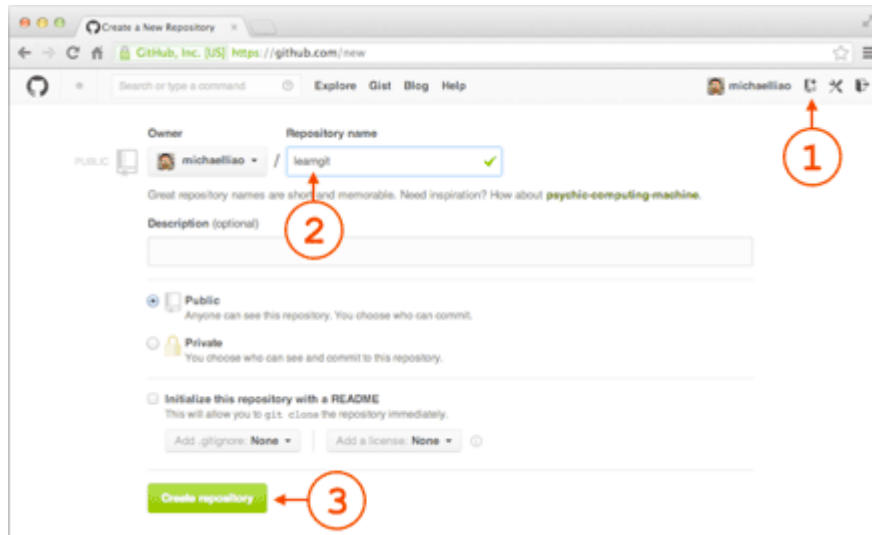 Create a New Repository
GitHub, Inc. [US] https://github.com/new
Search or type a command Explore Gist Blog Help michaelliao
1
Owner Repository name
PUBLIC michaelliao / learngit
Great repository names are short and memorable. Need inspiration? How about psychic-computing-machine.
2
Description (optional)
Public
Anyone can see this repository. You choose who can commit.
Private
You choose who can see and commit to this repository.
Initialize this repository with a README
This will allow you to git clone the repository immediately.
Add .gitignore: None Add a license: None
Create repository
3